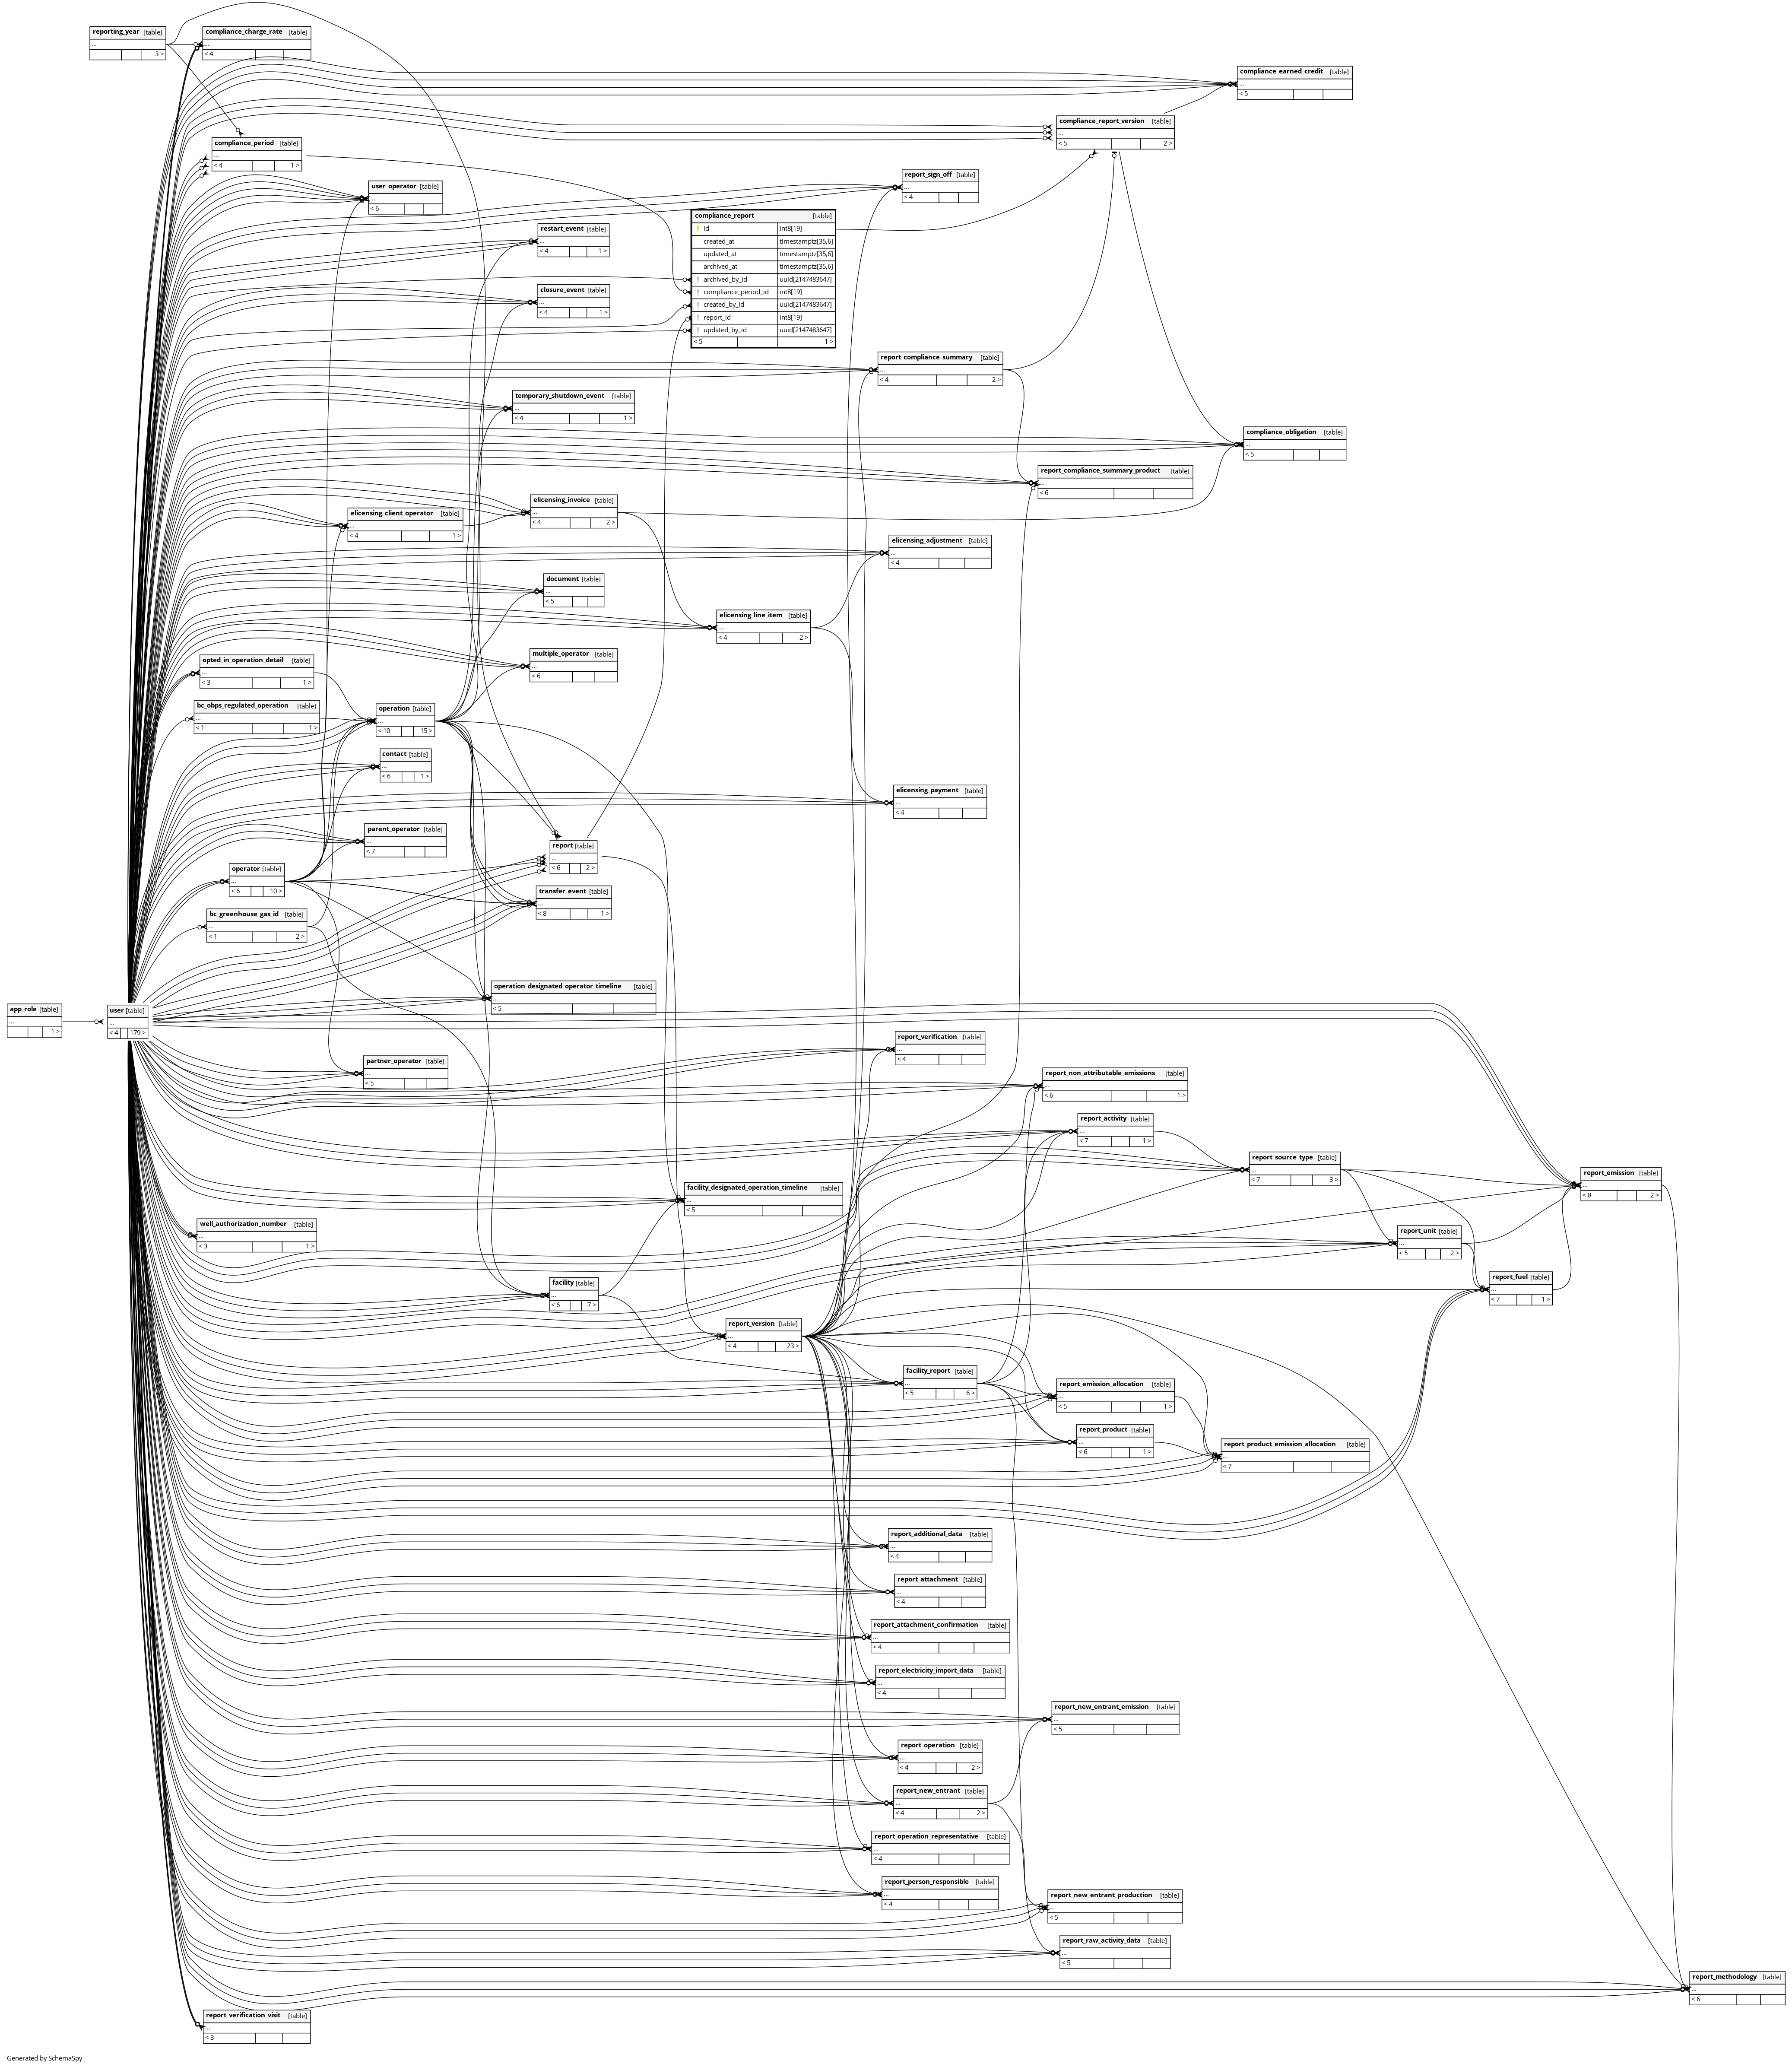 reporting_year [table]
...
3 >
compliance_charge_rate [table]
...
< 4
compliance_earned_credit [table]
...
< 5
compliance_report_version [table]
...
< 5 2 >
compliance_period [table]
...
< 4 1 >
report_sign_off [table]
...
< 4
user_operator [table]
...
< 6
compliance_report [table]
id int8[19]
created_at timestamptz[35,6]
updated_at timestamptz[35,6]
archived_at timestamptz[35,6]
archived_by_id uuid[2147483647]
compliance_period_id int8[19]
created_by_id uuid[2147483647]
report_id int8[19]
updated_by_id uuid[2147483647]
< 5 1 >
restart_event [table]
...
< 4 1 >
closure_event [table]
...
< 4 1 >
report_compliance_summary [table]
...
< 4 2 >
temporary_shutdown_event [table]
...
< 4 1 >
compliance_obligation [table]
...
< 5
report_compliance_summary_product [table]
...
< 6
elicensing_invoice [table]
...
< 4 2 >
elicensing_client_operator [table]
...
< 4 1 >
elicensing_adjustment [table]
...
< 4
document [table]
...
< 5
elicensing_line_item [table]
...
< 4 2 >
multiple_operator [table]
...
< 6
opted_in_operation_detail [table]
...
< 3 1 >
bc_obps_regulated_operation [table]
...
< 1 1 >
operation [table]
...
< 10 15 >
contact [table]
...
< 6 1 >
elicensing_payment [table]
...
< 4
parent_operator [table]
...
< 7
report [table]
...
< 6 2 >
operator [table]
...
< 6 10 >
transfer_event [table]
...
< 8 1 >
bc_greenhouse_gas_id [table]
...
< 1 2 >
operation_designated_operator_timeline [table]
...
< 5
app_role [table]
...
1 >
user [table]
...
< 4 179 >
report_verification [table]
...
< 4
partner_operator [table]
...
< 5
report_non_attributable_emissions [table]
...
< 6 1 >
report_activity [table]
...
< 7 1 >
report_source_type [table]
...
< 7 3 >
report_emission [table]
...
< 8 2 >
facility_designated_operation_timeline [table]
...
< 5
well_authorization_number [table]
...
< 3 1 >
report_unit [table]
...
< 5 2 >
report_fuel [table]
...
< 7 1 >
facility [table]
...
< 6 7 >
report_version [table]
...
< 4 23 >
facility_report [table]
...
< 5 6 >
report_emission_allocation [table]
...
< 5 1 >
report_product [table]
...
< 6 1 >
report_product_emission_allocation [table]
...
< 7
report_additional_data [table]
...
< 4
report_attachment [table]
...
< 4
report_attachment_confirmation [table]
...
< 4
report_electricity_import_data [table]
...
< 4
report_new_entrant_emission [table]
...
< 5
report_operation [table]
...
< 4 2 >
report_new_entrant [table]
...
< 4 2 >
report_operation_representative [table]
...
< 4
report_person_responsible [table]
...
< 4
report_new_entrant_production [table]
...
< 5
report_raw_activity_data [table]
...
< 5
report_methodology [table]
...
< 6
report_verification_visit [table]
...
< 3
Generated by SchemaSpy